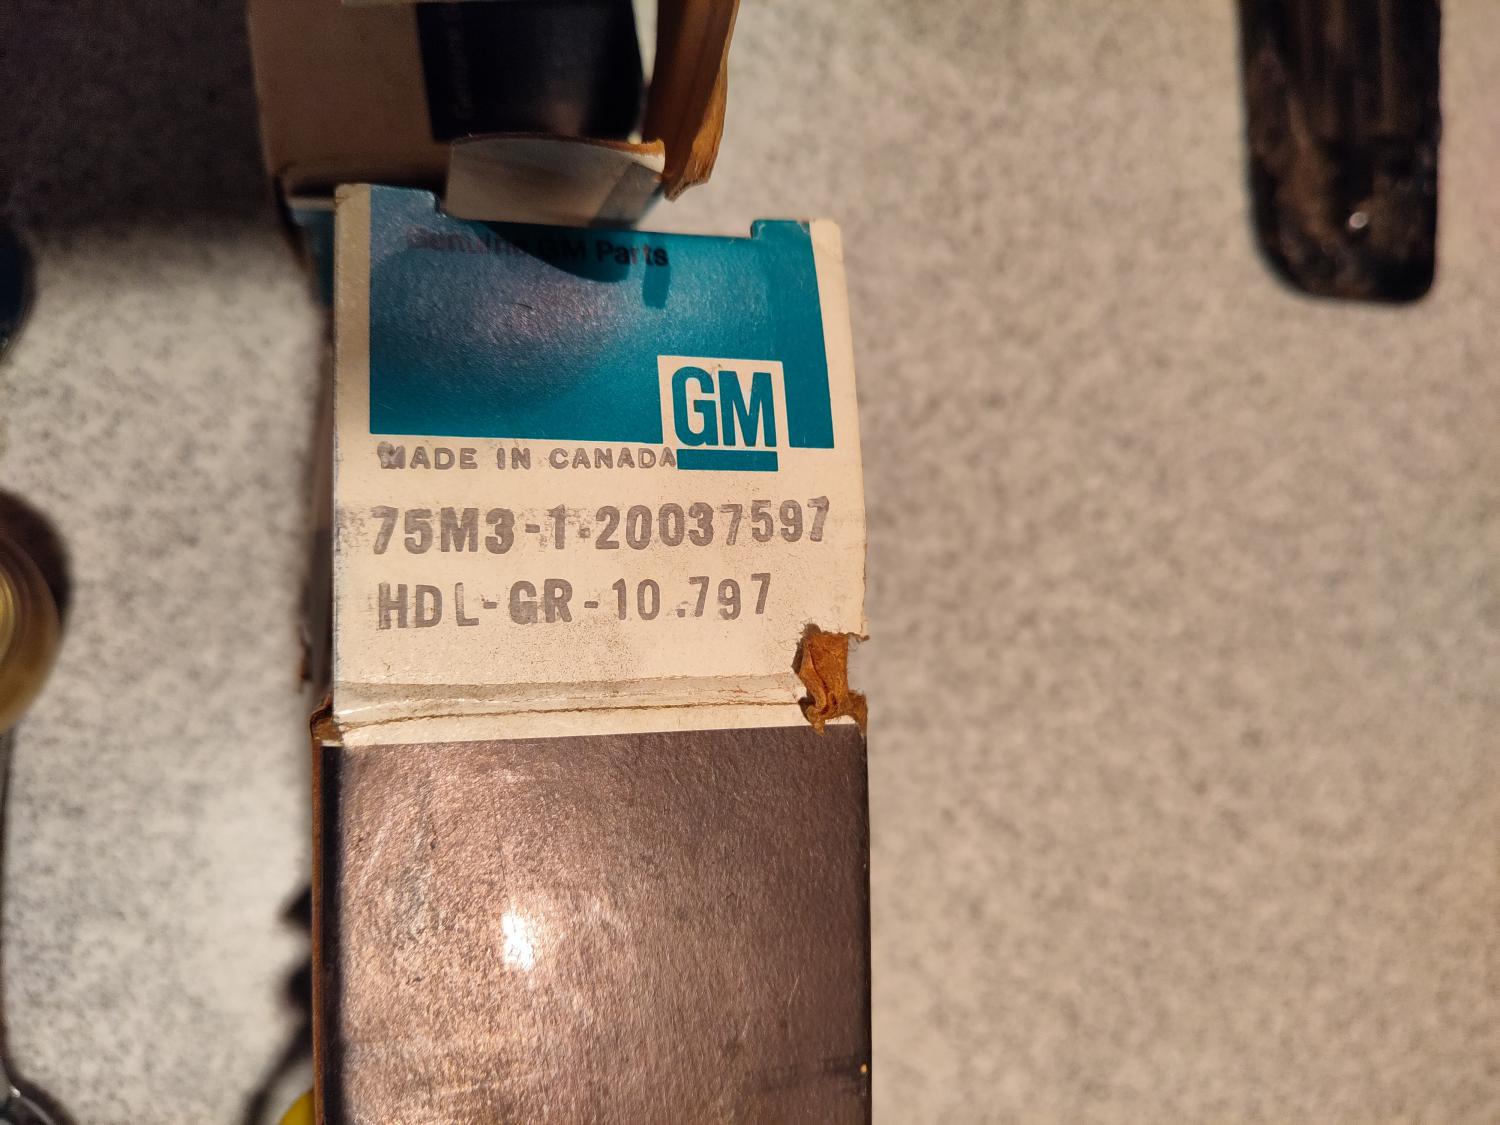 Genuine GM Parts
GM
MADE IN CANADA
75M3-1-20037597
HDL-GR-10.797